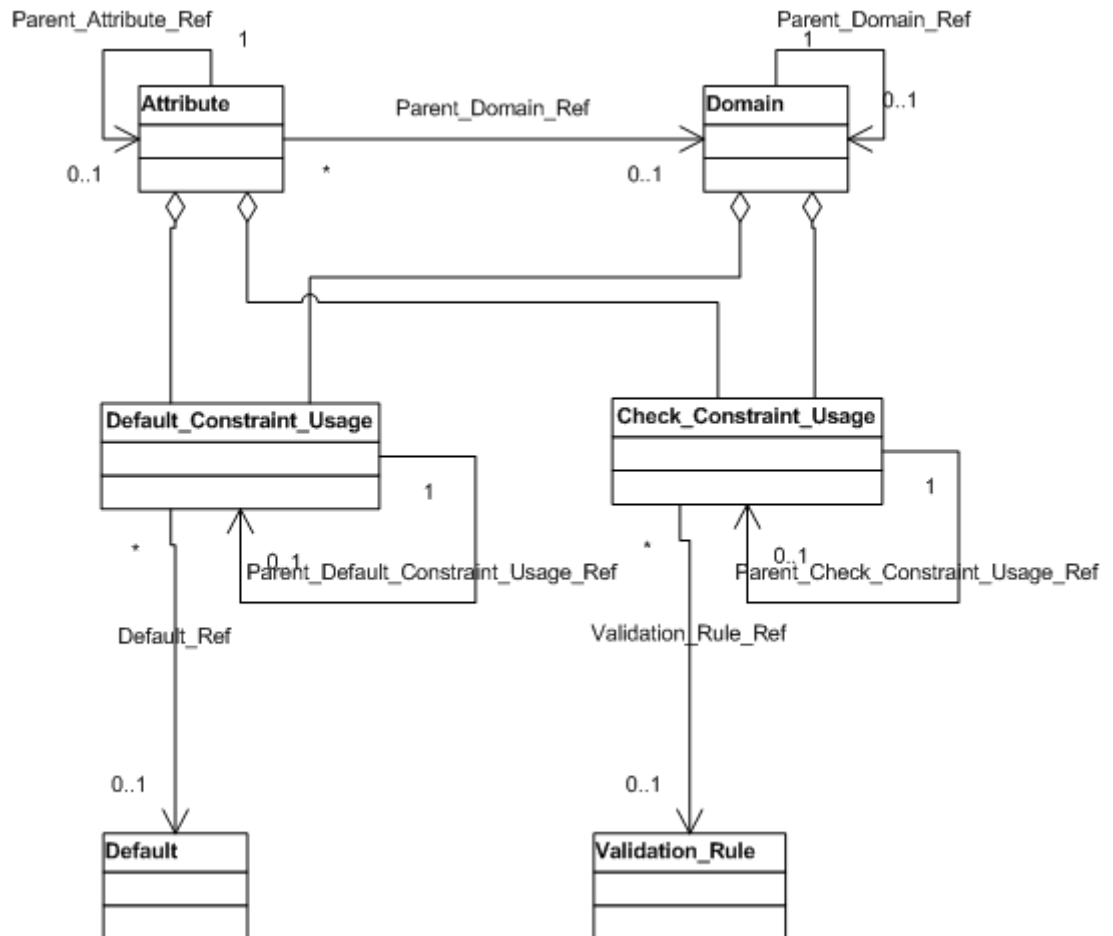 Parent_Attribute_Ref
Parent_Domain_Ref
1
1
Attribute
Parent_Domain_Ref
Domain
0..1
0..1
*
0..1
Default_Constraint_Usage
Check_Constraint_Usage
1
1
*
0..1
*
0..1
Parent_Default_Constraint_Usage_Ref
Parent_Check_Constraint_Usage_Ref
Default_Ref
Validation_Rule_Ref
0..1
0..1
Default
Validation_Rule